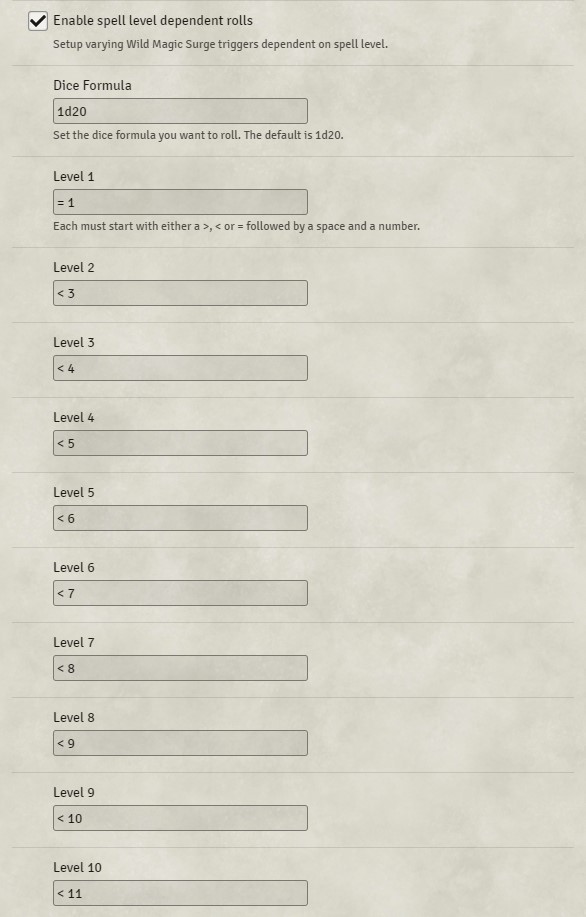 Enable spell level dependent rolls
Setup varying Wild Magic Surge triggers dependent on spell level.
Dice Formula
1d20
Set the dice formula you want to roll. The default is 1d20.
Level 1
= 1
Each must start with either a >, < or = followed by a space and a number.
Level 2
< 3
Level 3
< 4
Level 4
< 5
Level 5
< 6
Level 6
< 7
Level 7
< 8
Level 8
< 9
Level 9
< 10
Level 10
< 11